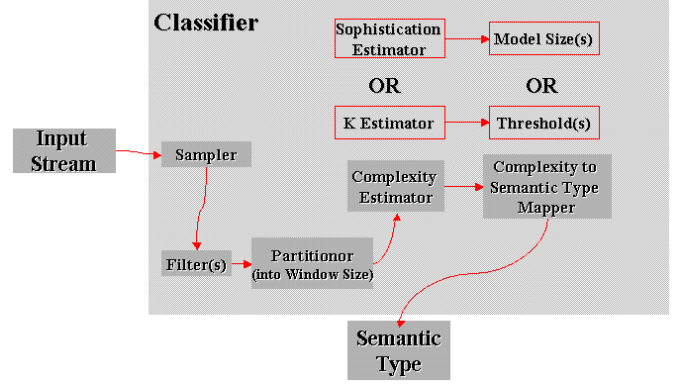 Classifier
Sophistication
Estimator
Model Size(s)
OR
OR
K Estimator
Threshold(s)
Input
Stream
Sampler
Complexity
Estimator
Complexity to
Semantic Type
Mapper
Filter(s)
Partitionor
(into Window Size)
Semantic
Type